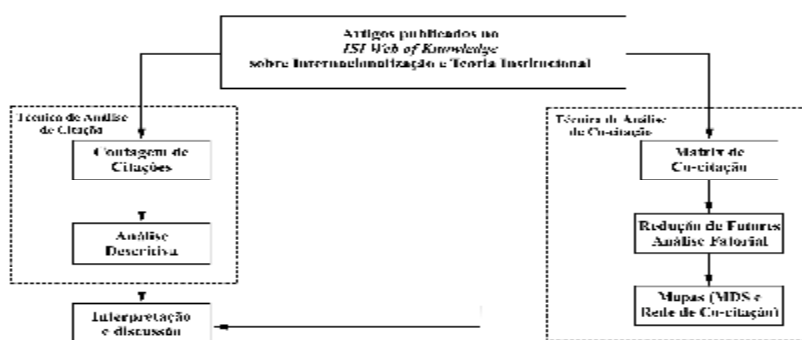 Artigos publicados no
ISI Web of Knowledge
sobre Internacionalização e Teoria Institucional
Técnica de Análise
de Citação
Contagem de
Citações
Análise
Descritiva
Interpretação
e discussão
Técnica de Análise
de Co-citação
Matrix de
Co-citação
Redução de Fatores
Análise Fatorial
Mapas (MDS e
Rede de Co-citação)